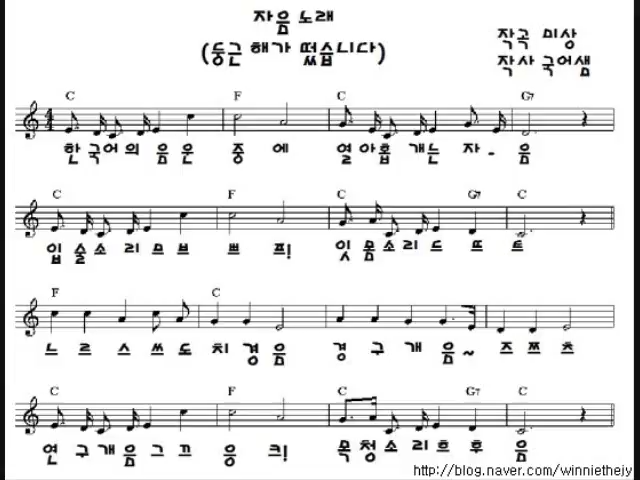 자음 노래
(둥근 해가 떴습니다)
작곡 미상
작사 국어샘
C F C G7
한국어의 음운 중에 열아홉 개는 자 - 음
C F C G7 C
입술소리 므브 쁘프! 잇몸소리드 뜨트
F C
느르스쓰도치경음 경구개음~ 즈쯔츠
C F C G7 C
연구개음그끄 응크! 목청소리흐후 음
http://blog.naver.com/winniethejy